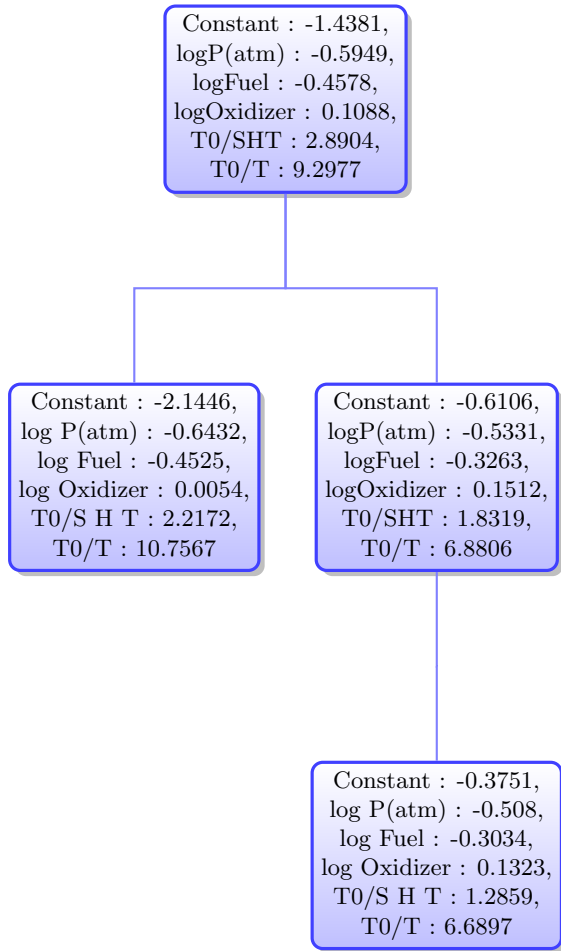 Constant : -1.4381,
logP(atm) : -0.5949,
logFuel : -0.4578,
logOxidizer : 0.1088,
T0/SHT : 2.8904,
T0/T : 9.2977
Constant : -2.1446,
log P(atm) : -0.6432,
log Fuel : -0.4525,
log Oxidizer : 0.0054,
T0/S H T : 2.2172,
T0/T : 10.7567
Constant : -0.6106,
logP(atm) : -0.5331,
logFuel : -0.3263,
logOxidizer : 0.1512,
T0/SHT : 1.8319,
T0/T : 6.8806
Constant : -0.3751,
log P(atm) : -0.508,
log Fuel : -0.3034,
log Oxidizer : 0.1323,
T0/S H T : 1.2859,
T0/T : 6.6897